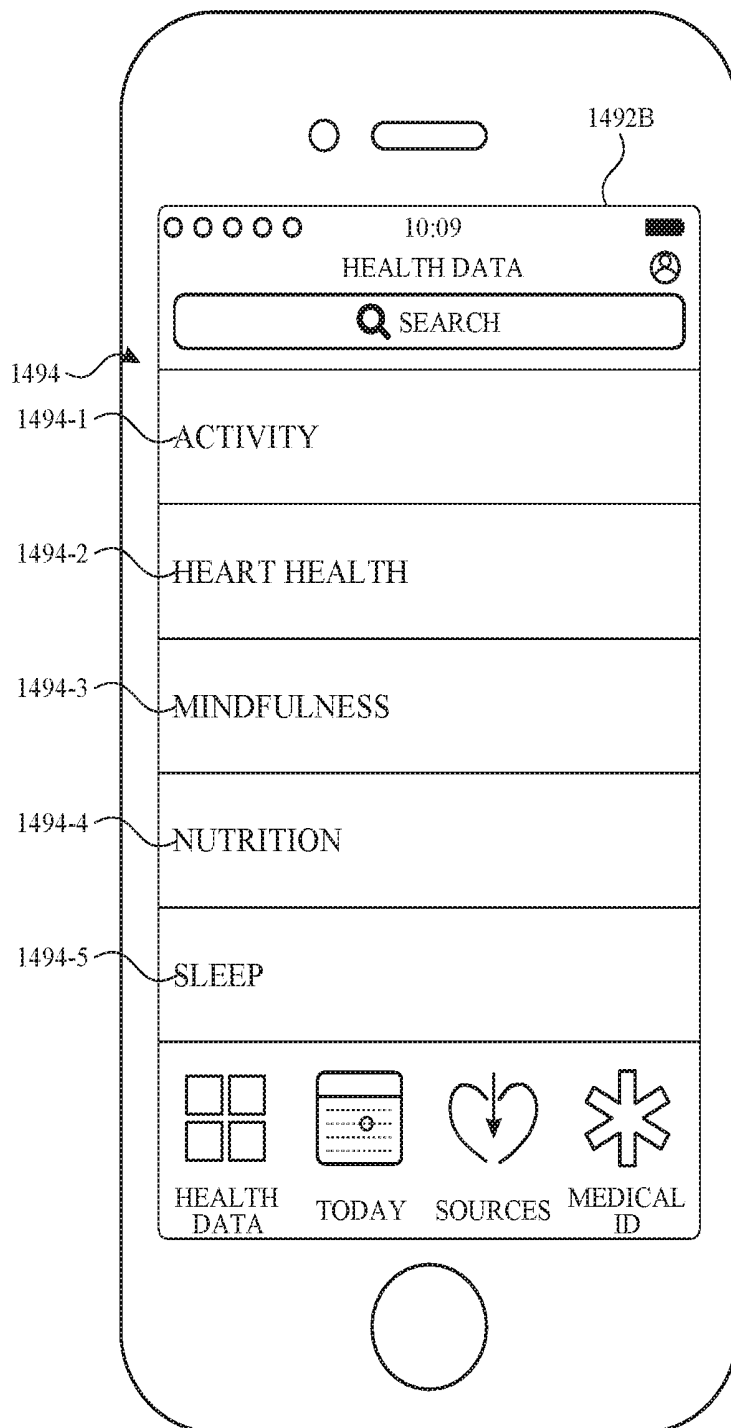 1492B
10:09
HEALTH DATA
SEARCH
1494
1494-1
ACTIVITY
1494-2
HEART HEALTH
1494-3
MINDFULNESS
1494-4
NUTRITION
1494-5
SLEEP
HEALTH DATA
TODAY
SOURCES
MEDICAL ID